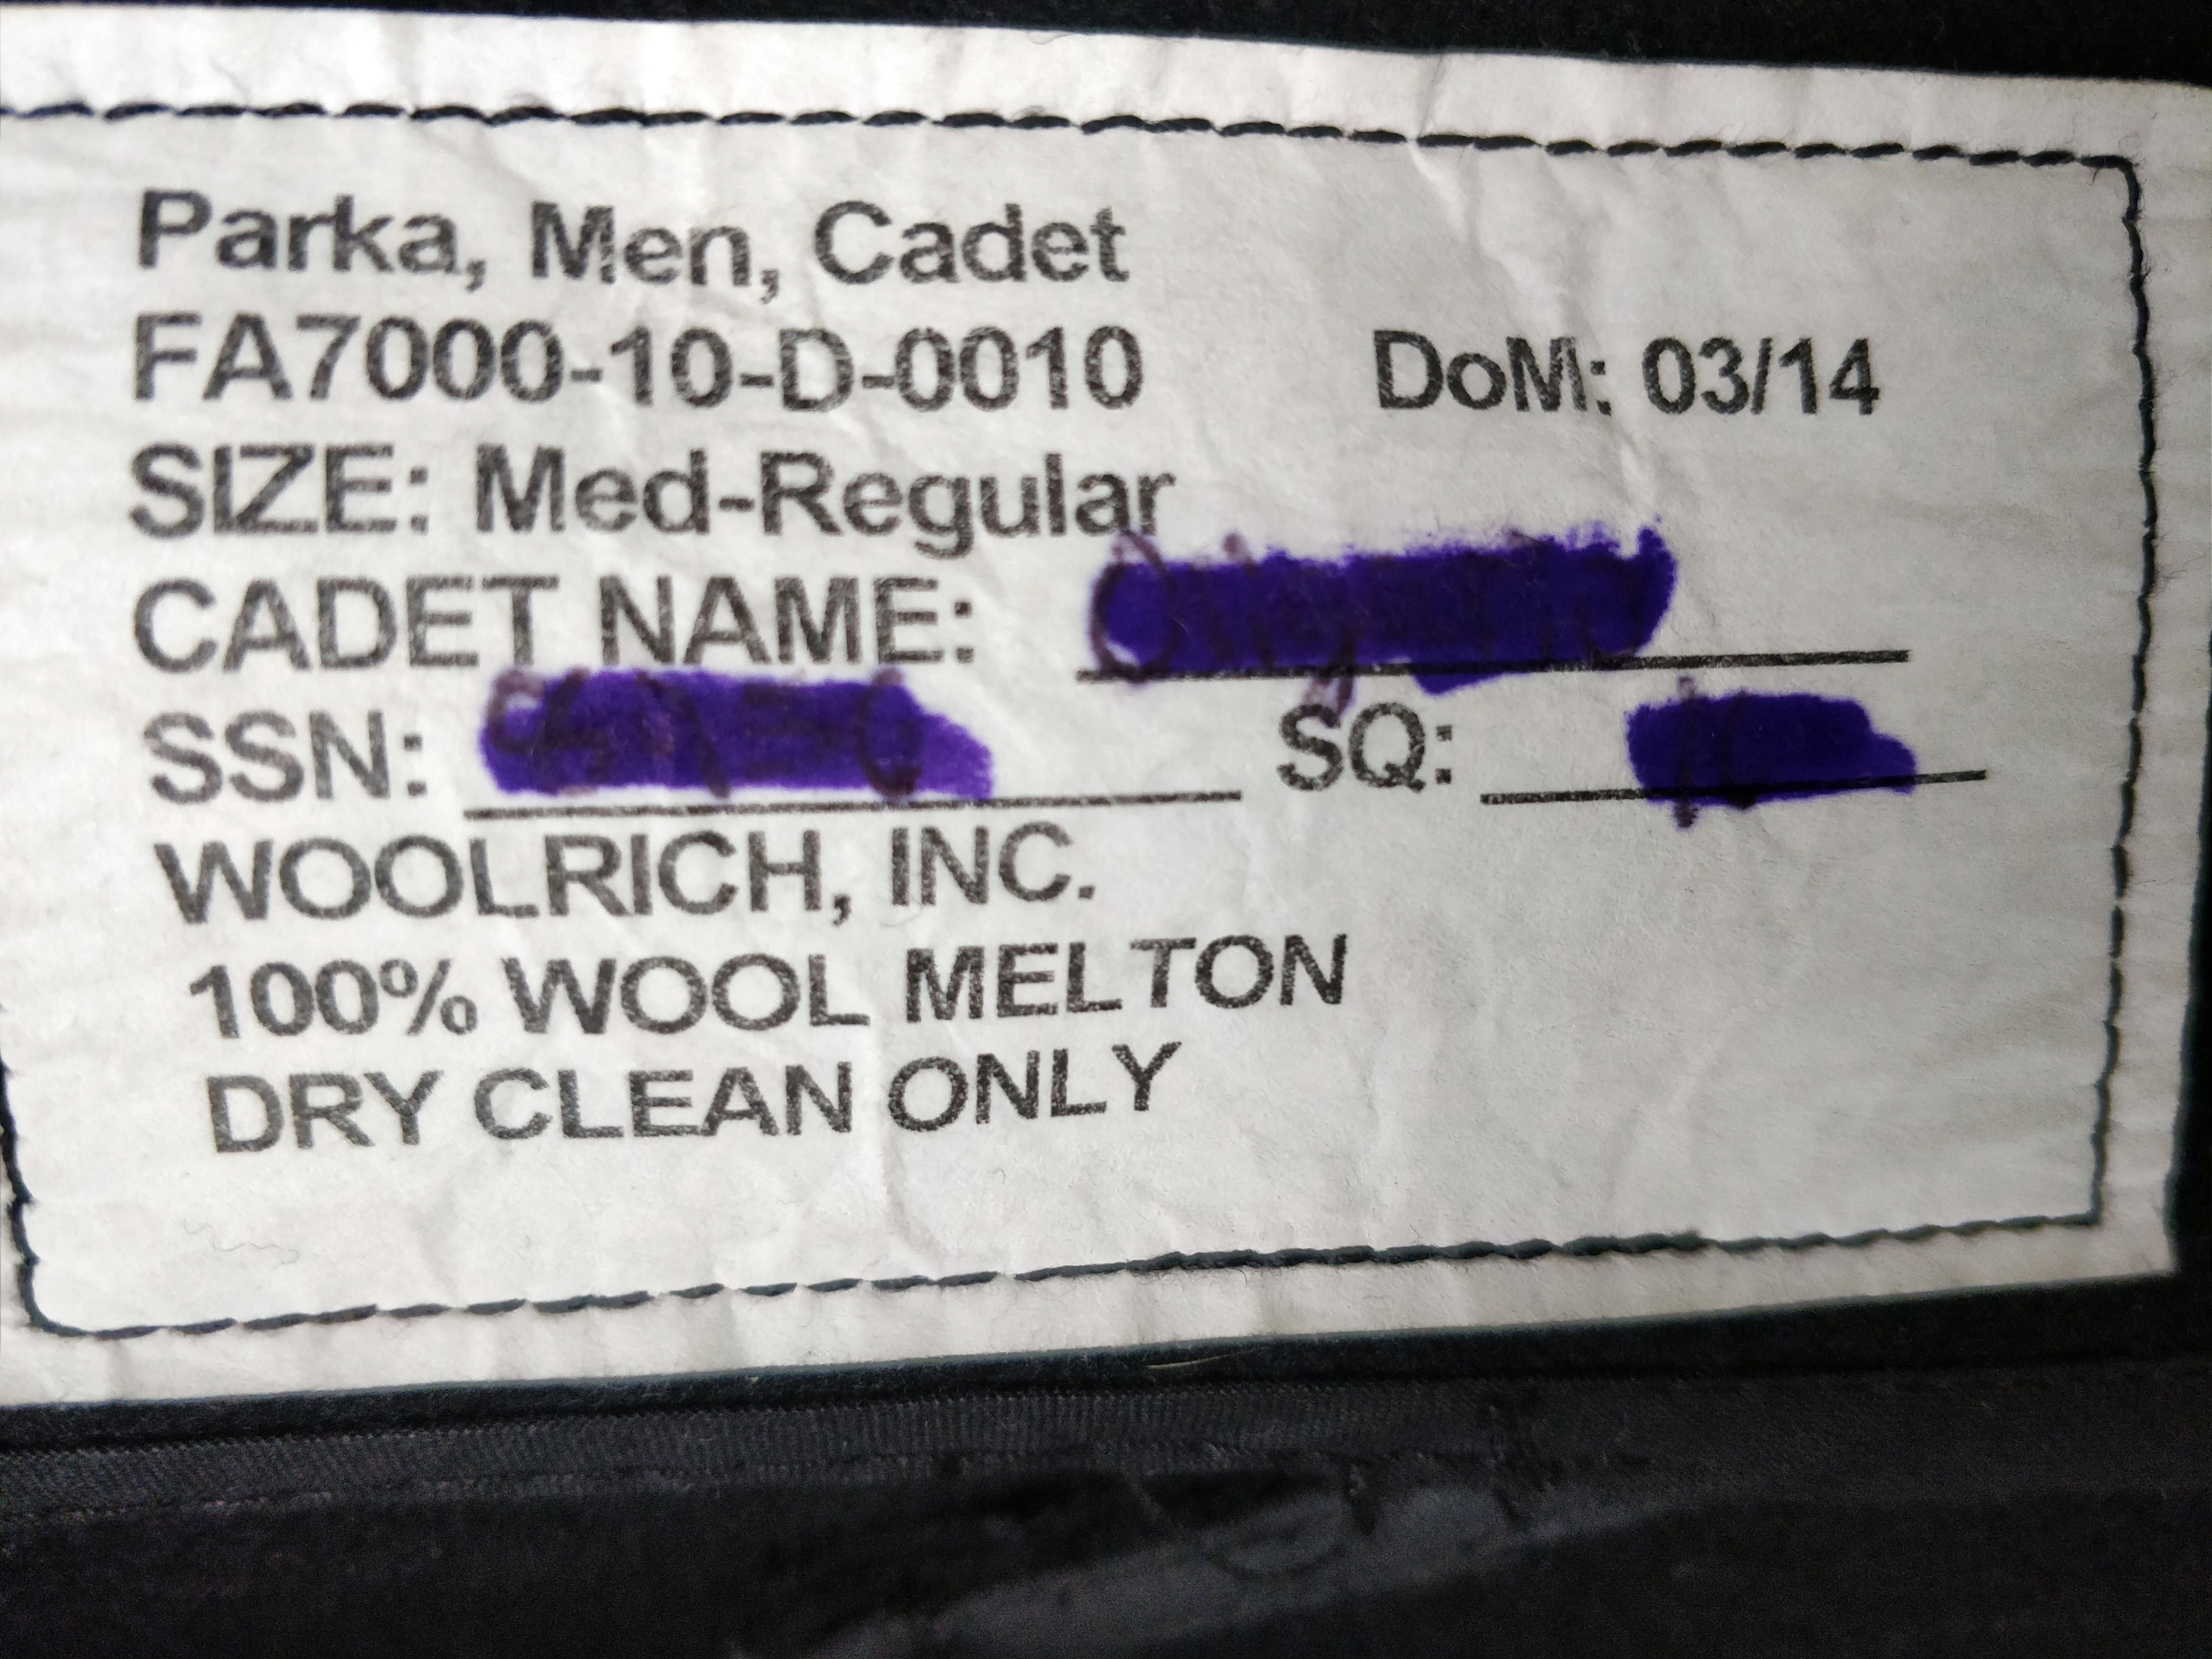 Parka, Men, Cadet
FA7000-10-D-0010 DoM: 03/14
SIZE: Med-Regular
CADET NAME:
SSN: SQ:
WOOLRICH, INC.
100% WOOL MELTON
DRY CLEAN ONLY